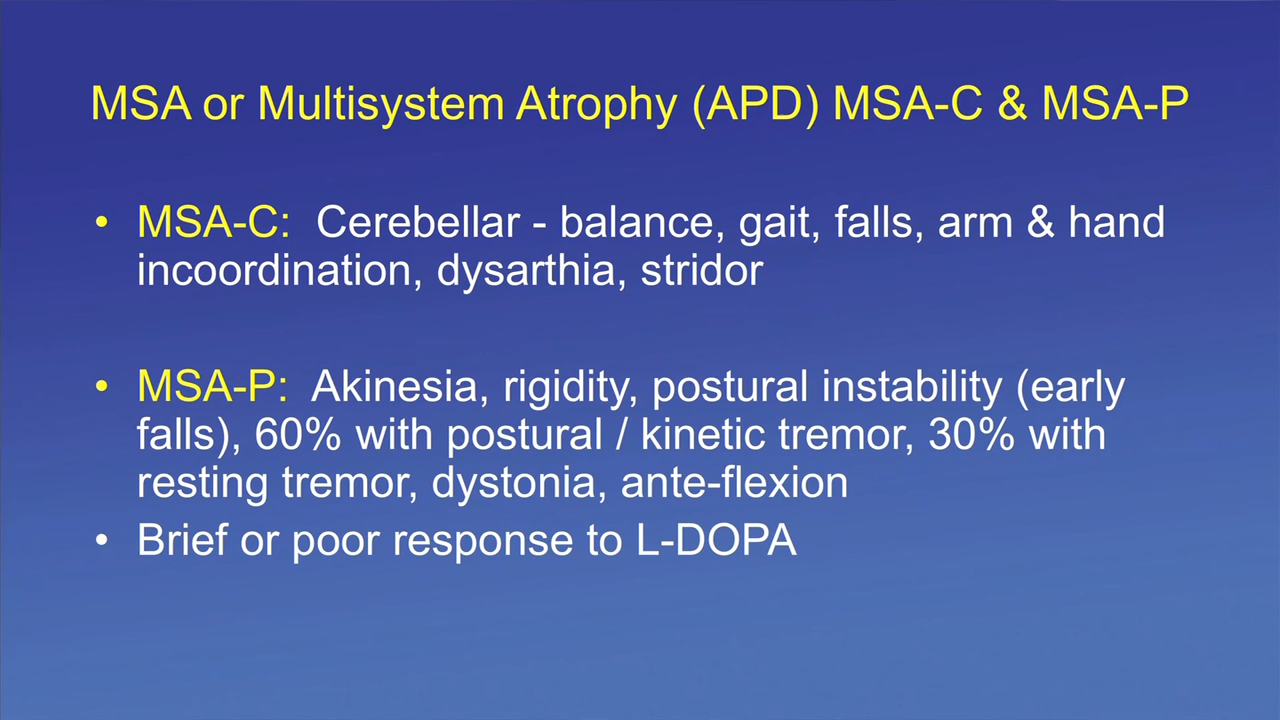 MSA or Multisystem Atrophy (APD) MSA-C & MSA-P
• MSA-C: Cerebellar - balance, gait, falls, arm & hand
incoordination, dysarthia, stridor
• MSA-P: Akinesia, rigidity, postural instability (early
falls), 60% with postural / kinetic tremor, 30% with
resting tremor, dystonia, ante-flexion
• Brief or poor response to L-DOPA